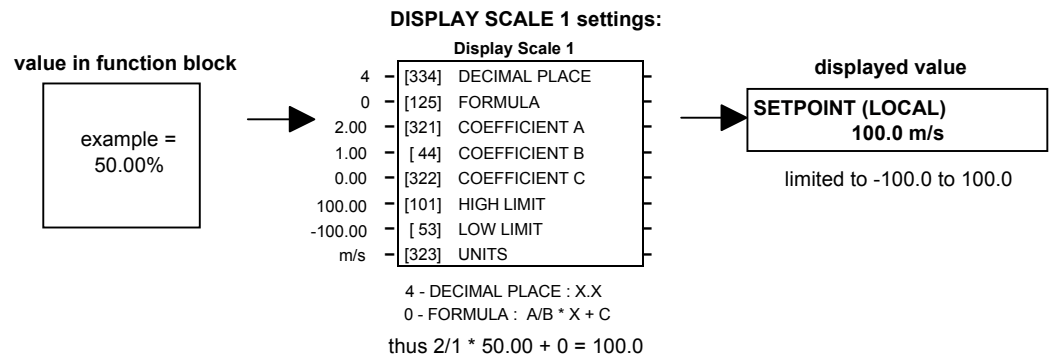 DISPLAY SCALE 1 settings:
value in function block
example =
50.00%
Display Scale 1
4 [334] DECIMAL PLACE
0 [125] FORMULA
2.00 [321] COEFFICIENT A
1.00 [ 44] COEFFICIENT B
0.00 [322] COEFFICIENT C
100.00 [101] HIGH LIMIT
-100.00 [ 53] LOW LIMIT
m/s [323] UNITS
4 - DECIMAL PLACE : X.X
0 - FORMULA : A/B * X + C
thus 2/1 * 50.00 + 0 = 100.0
displayed value
SETPOINT (LOCAL)
100.0 m/s
limited to -100.0 to 100.0